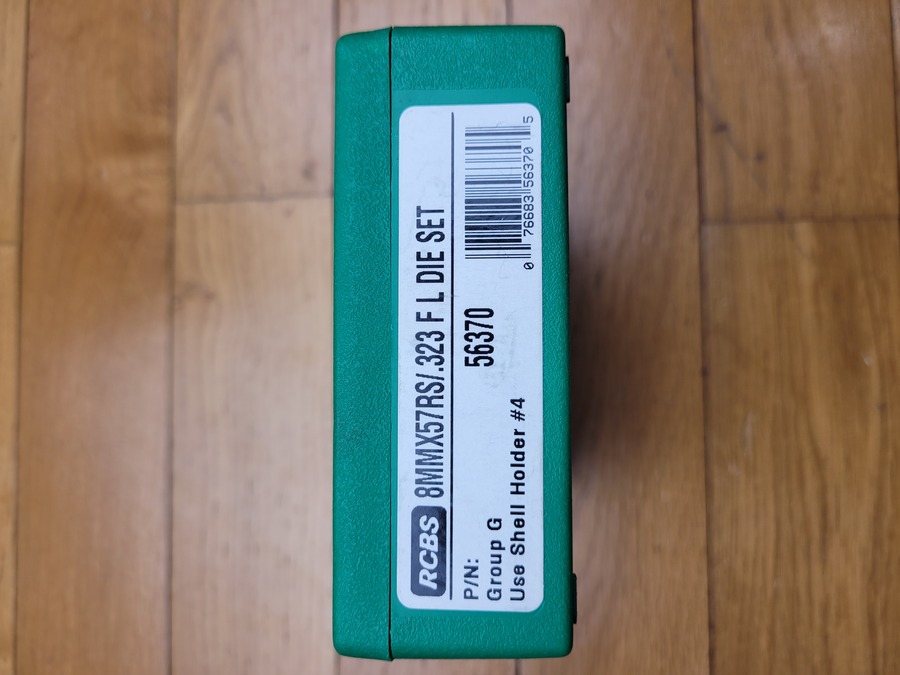 RCBS 8MMX57RS/.323 F L DIE SET
P/N: 56370
Group G
Use Shell Holder #4
0 76683 56370 5